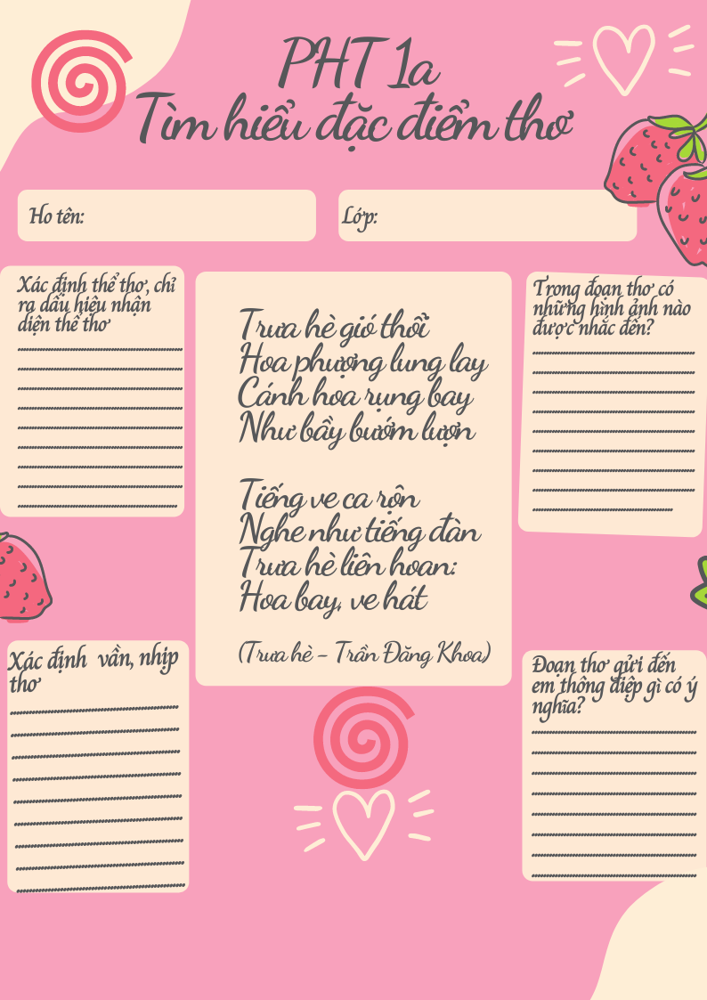 PHT 1a
Tìm hiểu đặc điểm thơ
Ho tên:
Lớp:
Xác định thể thơ, chỉ
ra dấu hiệu nhận
diện thể thơ
Trưa hè gió thổi
Hoa phượng lung lay
Cánh hoa rụng bay
Như bầy bướm lượn
Tiếng ve ca rộn
Nghe như tiếng đàn
Trưa hè liên hoan:
Hoa bay, ve hát
(Trưa hè - Trần Đăng Khoa)
Trong đoạn thơ có
những hình ảnh nào
được nhắc đến?
Xác định vần, nhịp
thơ
Đoạn thơ gửi đến
em thông điệp gì có ý
nghĩa?